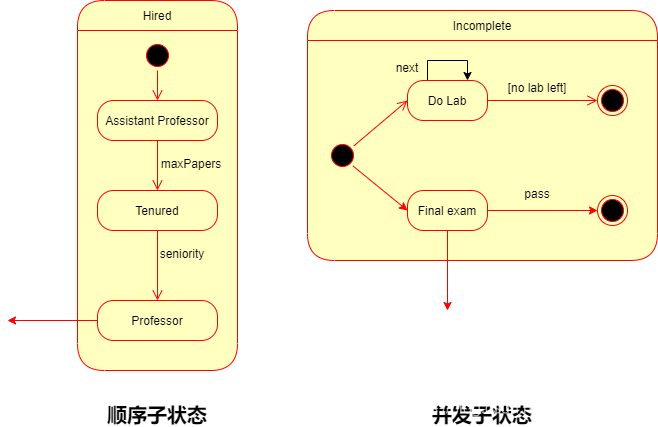 Hired
Assistant Professor
maxPapers
Tenured
seniority
Professor
顺序子状态
Incomplete
next
Do Lab
[no lab left]
Final exam
pass
并发子状态